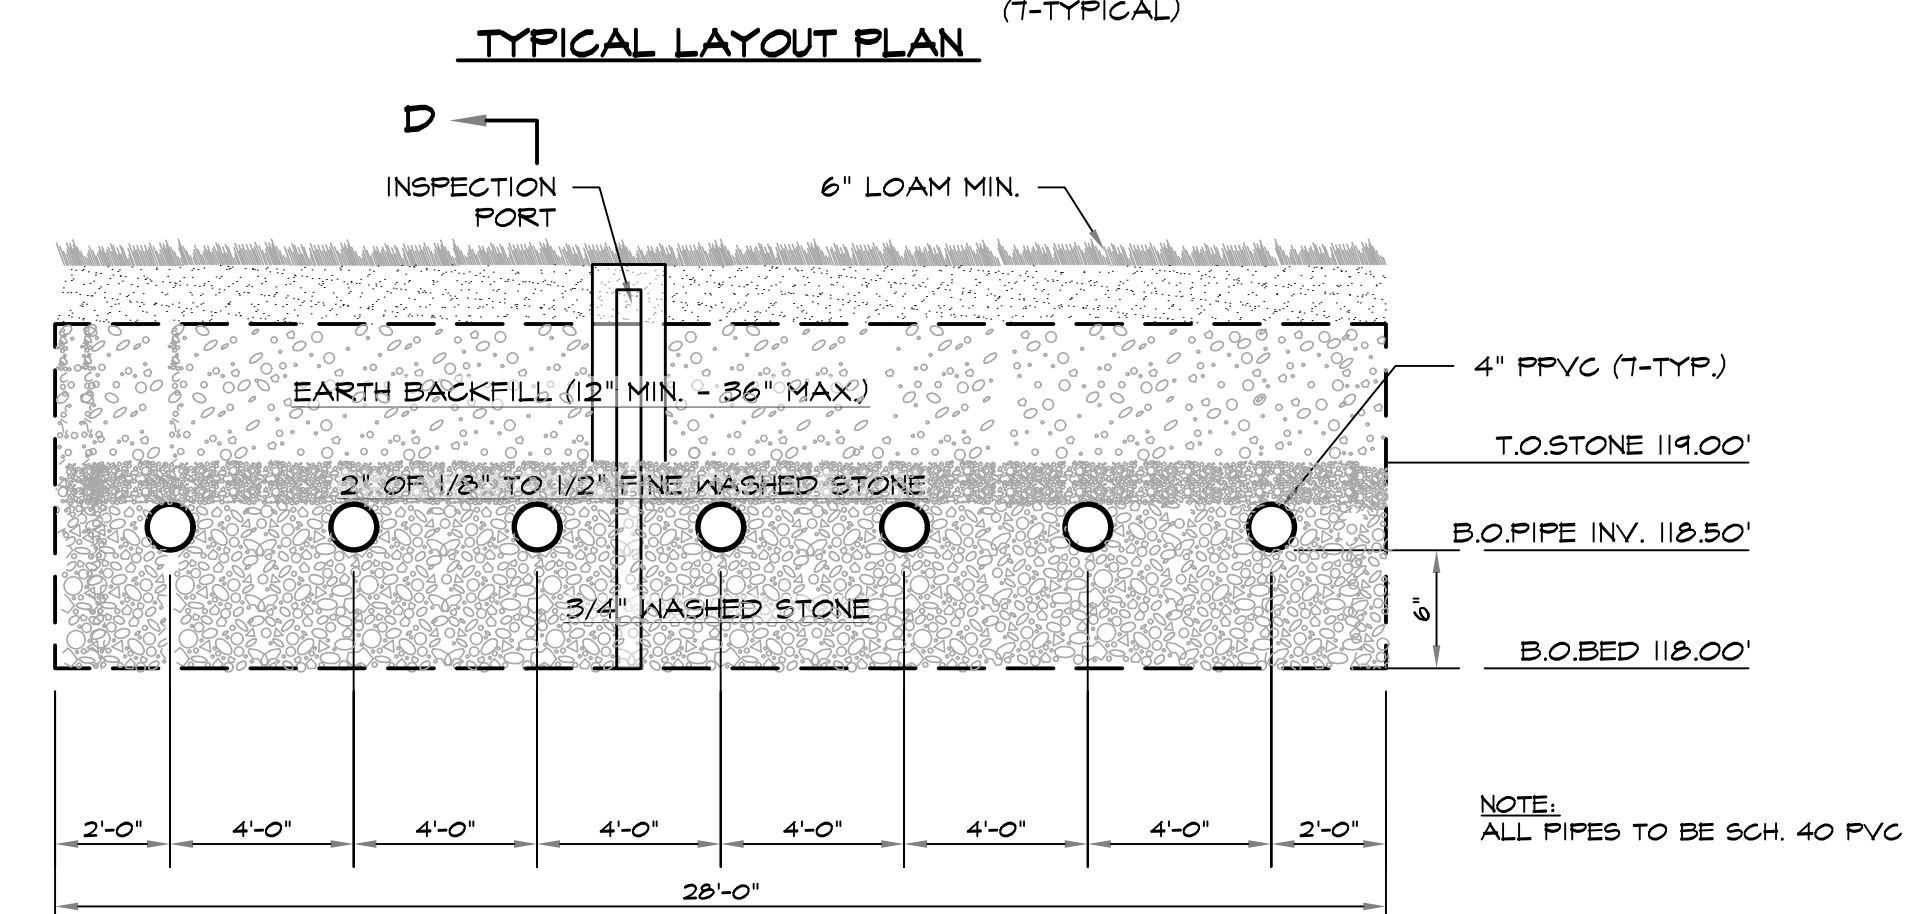 (7-TYPICAL)
TYPICAL LAYOUT PLAN
D
INSPECTION
PORT
6" LOAM MIN.
EARTH BACKFILL (12" MIN. - 36" MAX.)
4" PPVC (7-TYP.)
T.O.STONE 119.00'
2" OF 1/8" TO 1/2" FINE WASHED STONE
B.O.PIPE INV. 118.50'
6"
3/4" WASHED STONE
B.O.BED 118.00'
NOTE:
ALL PIPES TO BE SCH. 40 PVC
2'-0" 4'-0" 4'-0" 4'-0" 4'-0" 4'-0" 4'-0" 2'-0"
28'-0"